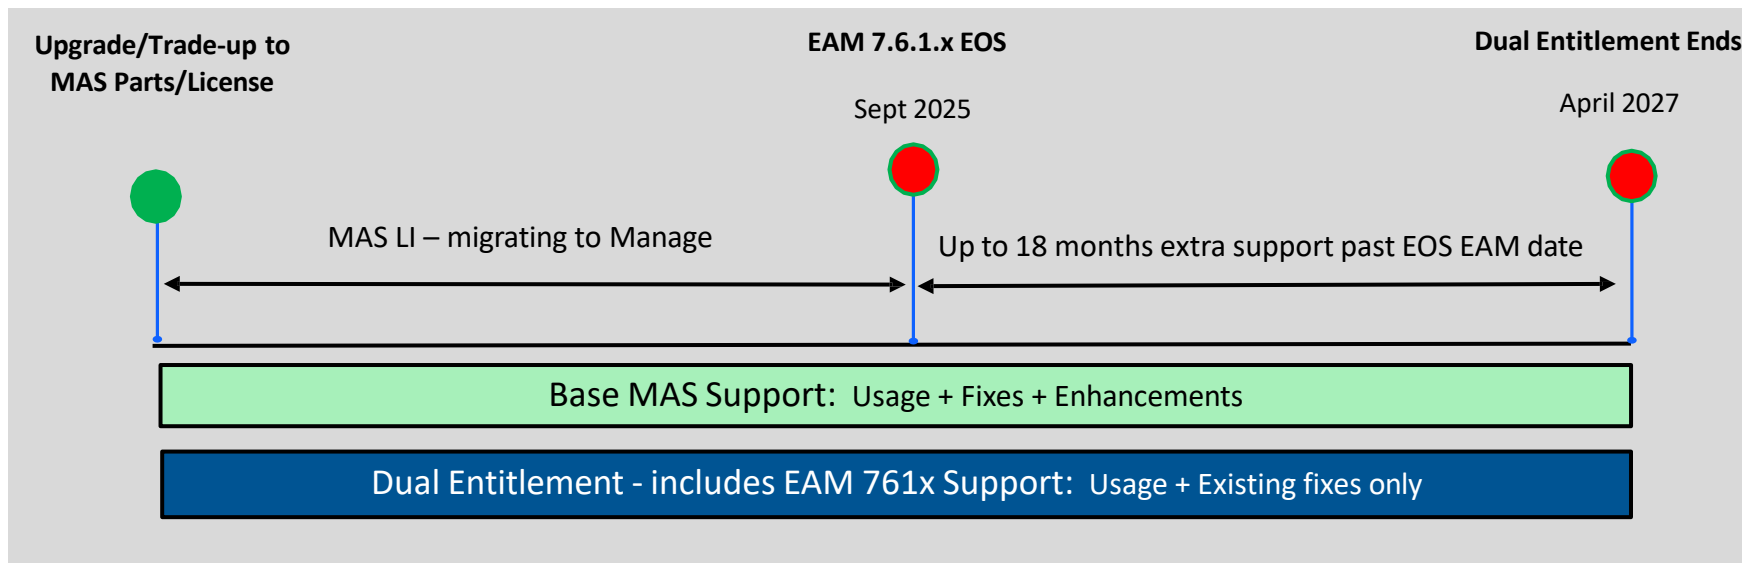 Upgrade/Trade-up to
MAS Parts/License
EAM 7.6.1.x EOS
Sept 2025
Dual Entitlement Ends
April 2027
MAS LI – migrating to Manage
Up to 18 months extra support past EOS EAM date
Base MAS Support: Usage + Fixes + Enhancements
Dual Entitlement - includes EAM 761x Support: Usage + Existing fixes only